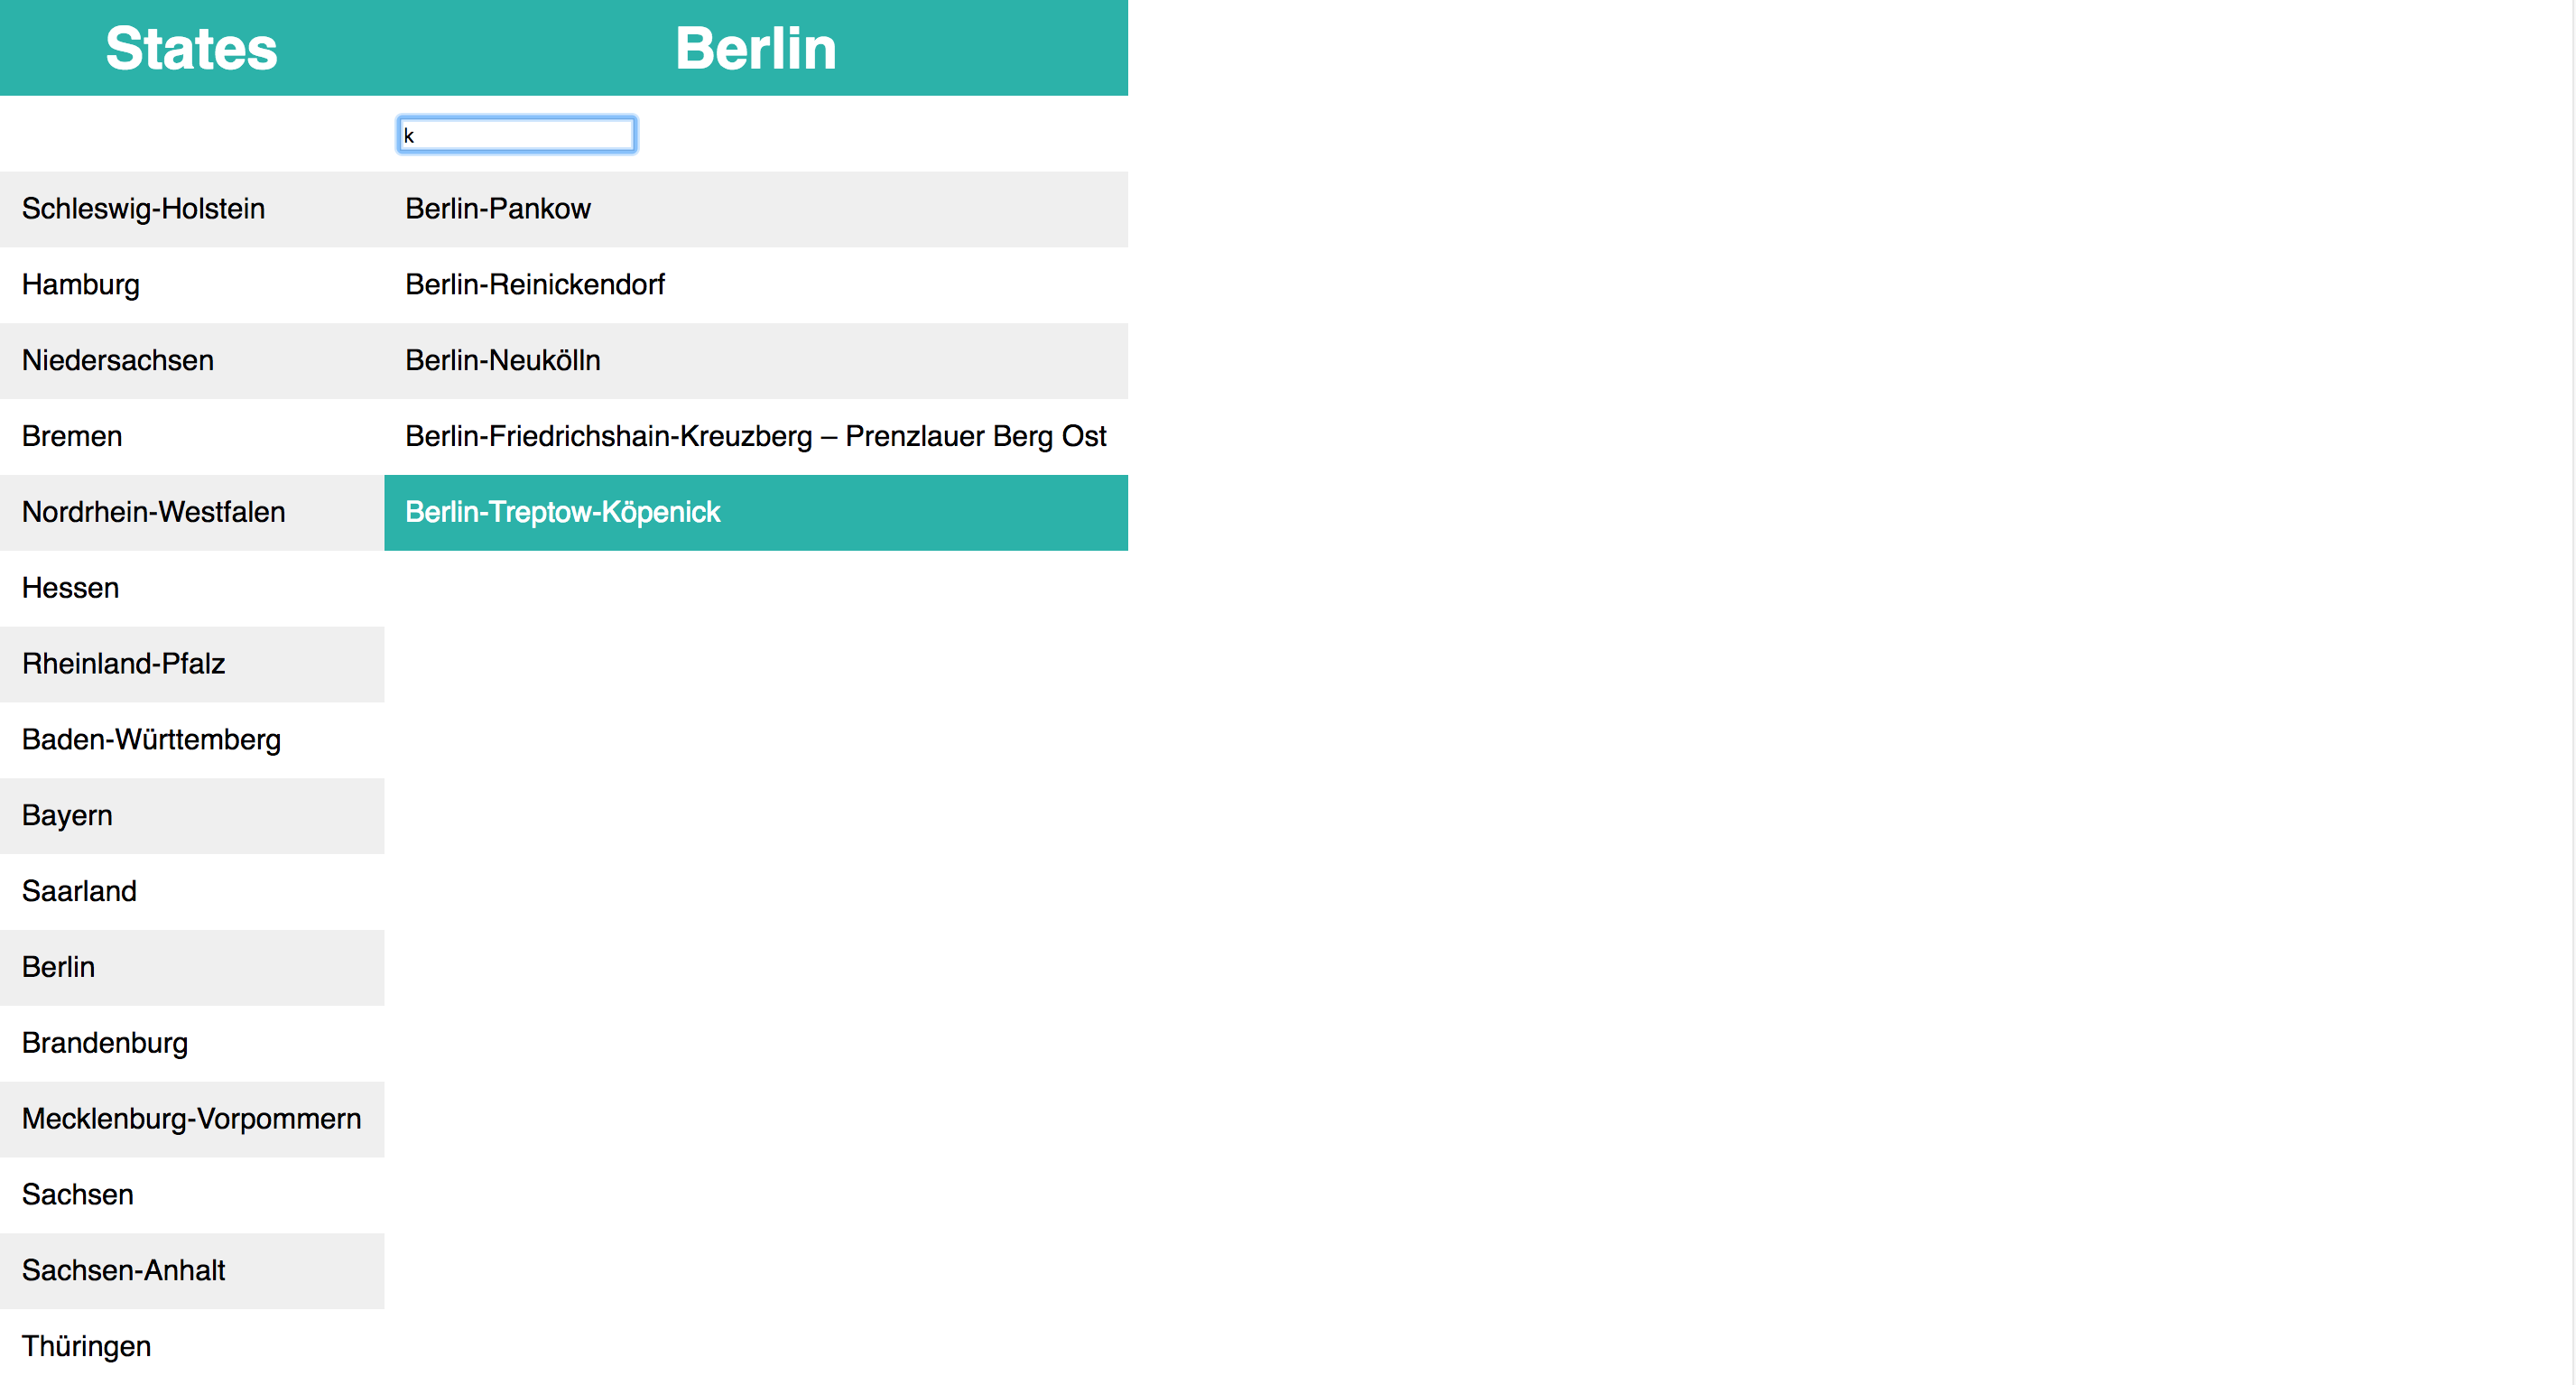 States
Berlin
k
Schleswig-Holstein
Berlin-Pankow
Hamburg
Berlin-Reinickendorf
Niedersachsen
Berlin-Neukölln
Bremen
Berlin-Friedrichshain-Kreuzberg – Prenzlauer Berg Ost
Nordrhein-Westfalen
Berlin-Treptow-Köpenick
Hessen
Rheinland-Pfalz
Baden-Württemberg
Bayern
Saarland
Berlin
Brandenburg
Mecklenburg-Vorpommern
Sachsen
Sachsen-Anhalt
Thüringen